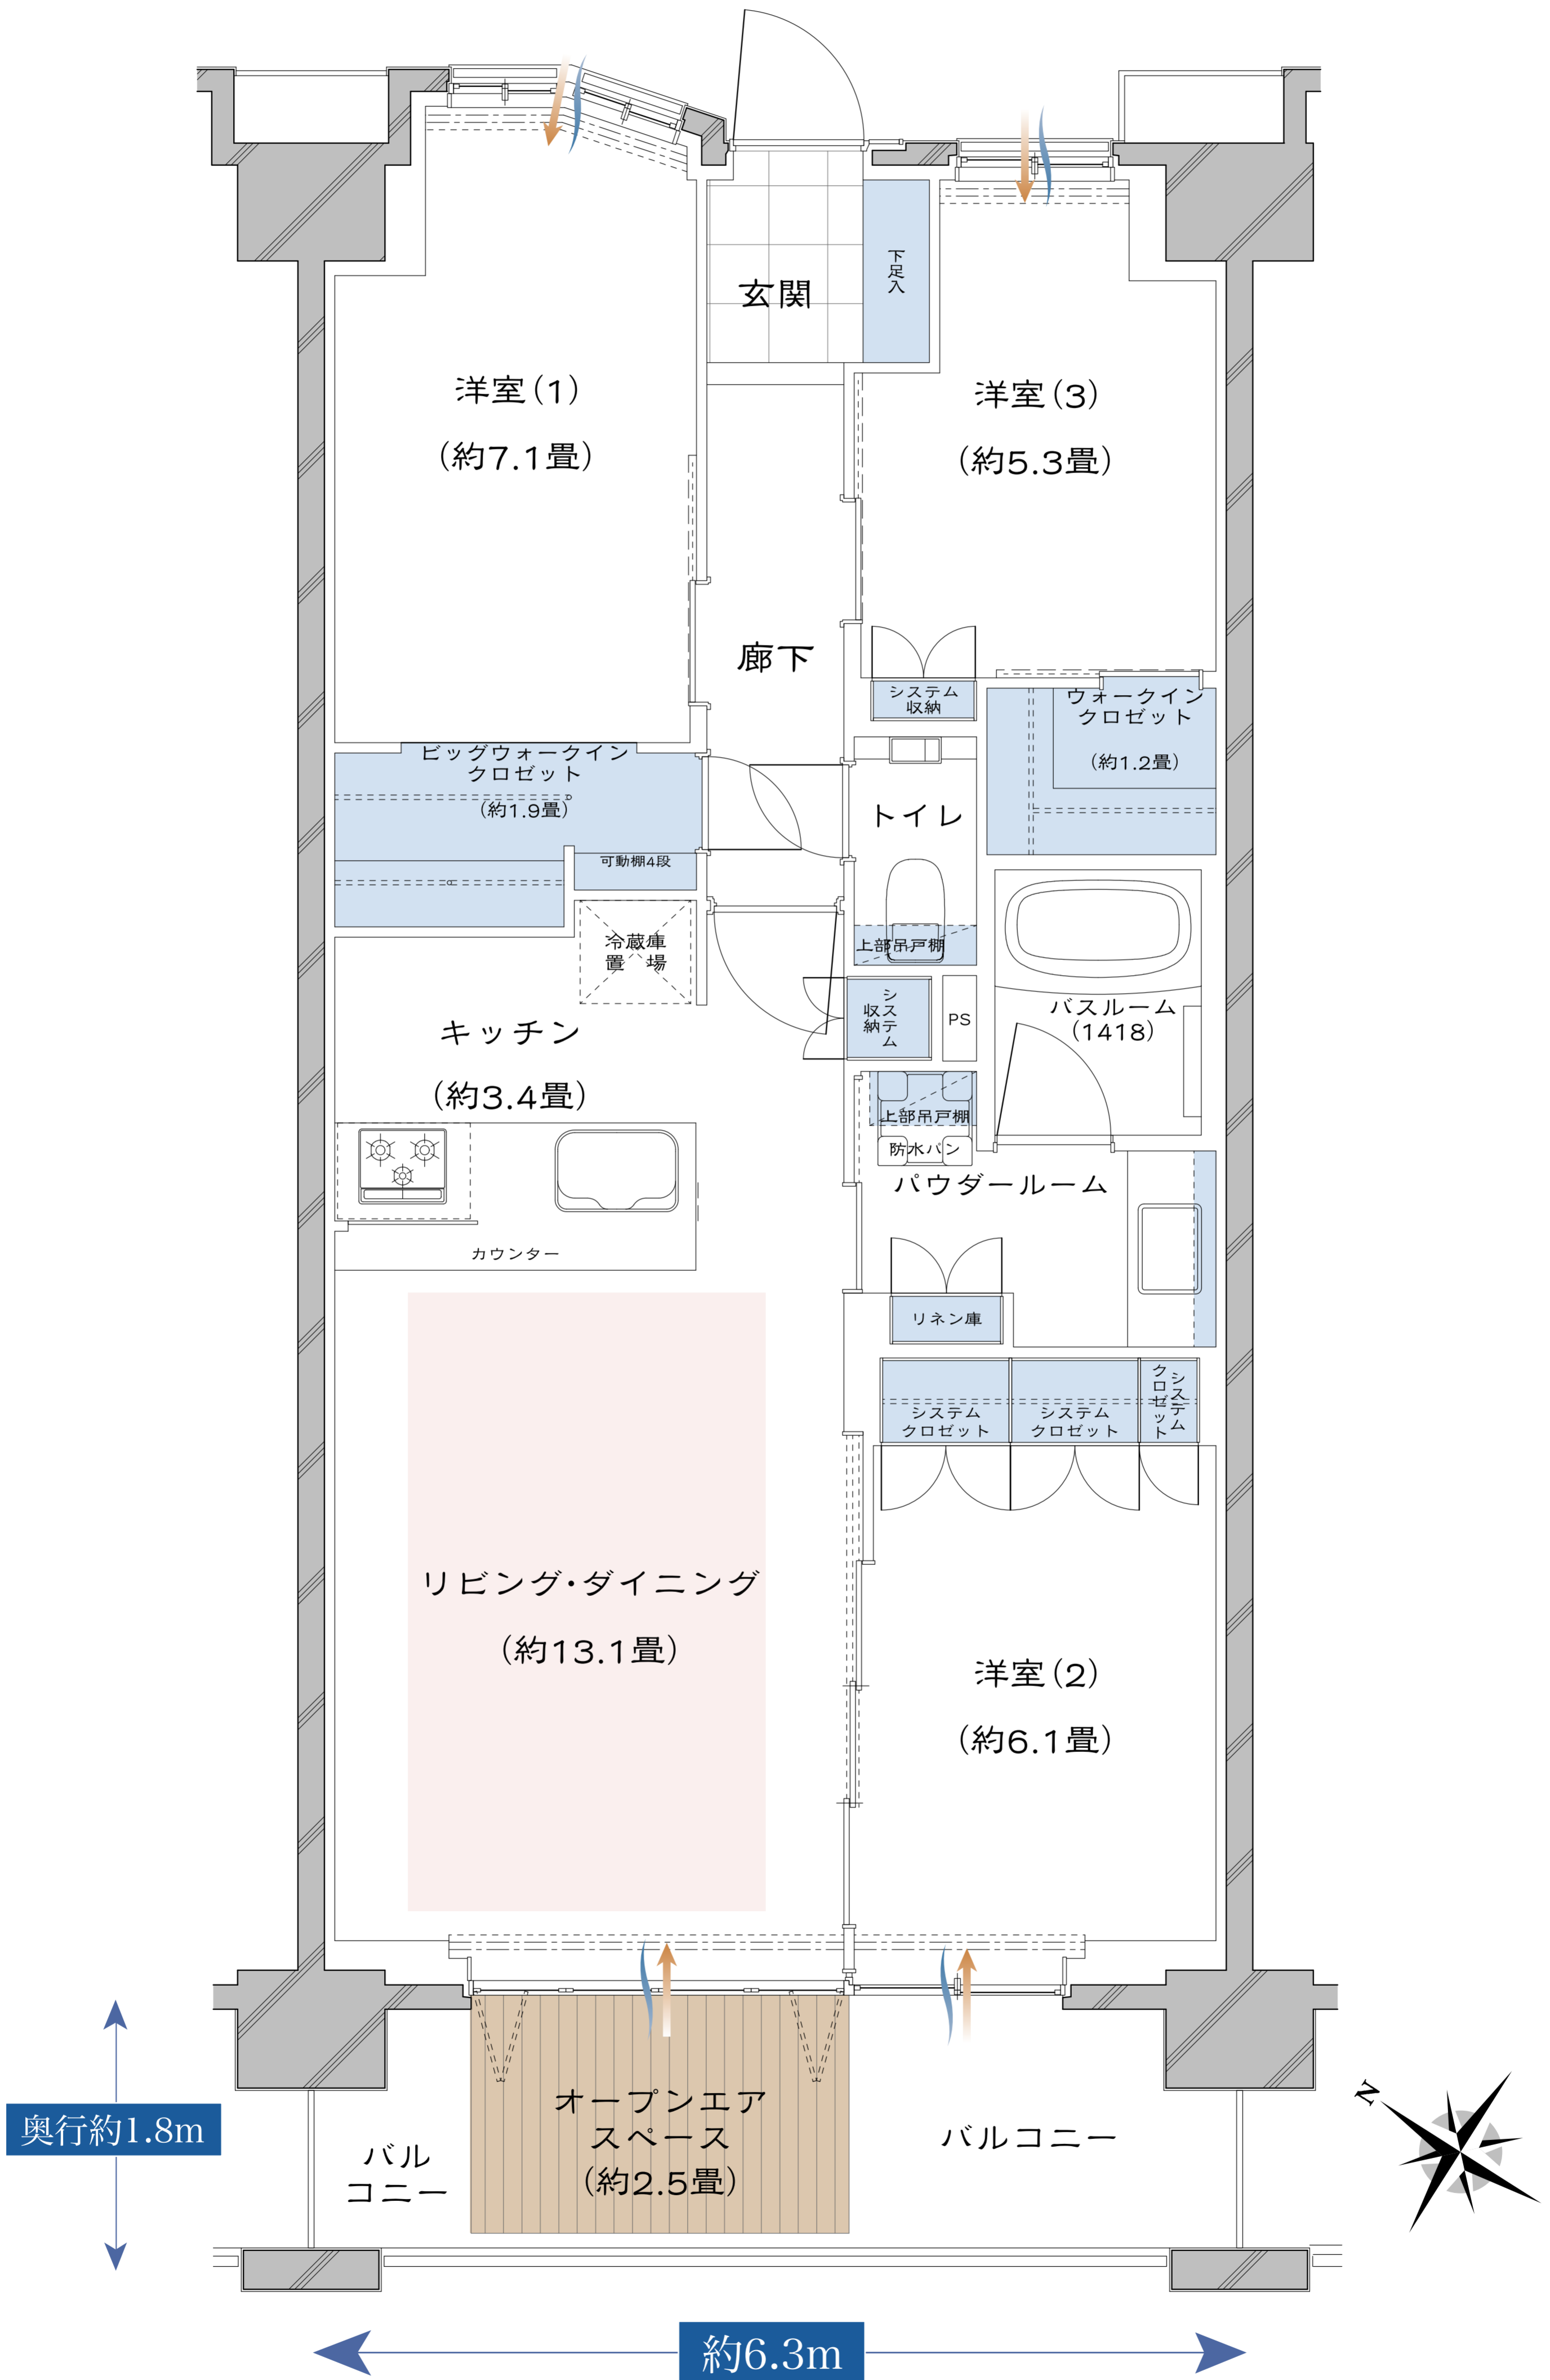 玄関
下足入
洋室(1)
(約7.1畳)
洋室(3)
(約5.3畳)
廊下
システム
収納
ウォークイン
クロゼット
(約1.2畳)
ビッグウォークイン
クロゼット
(約1.9畳)
可動棚4段
トイレ
上部吊戸棚
冷蔵庫
置場
システム
収納
PS
バスルーム
(1418)
キッチン
(約3.4畳)
上部吊戸棚
防水パン
パウダールーム
カウンター
リネン庫
システム
クロゼット
システム
クロゼット
システム
クロゼット
リビング・ダイニング
(約13.1畳)
洋室(2)
(約6.1畳)
オープンエア
スペース
(約2.5畳)
バル
コニー
バルコニー
奥行約1.8m
N
約6.3m